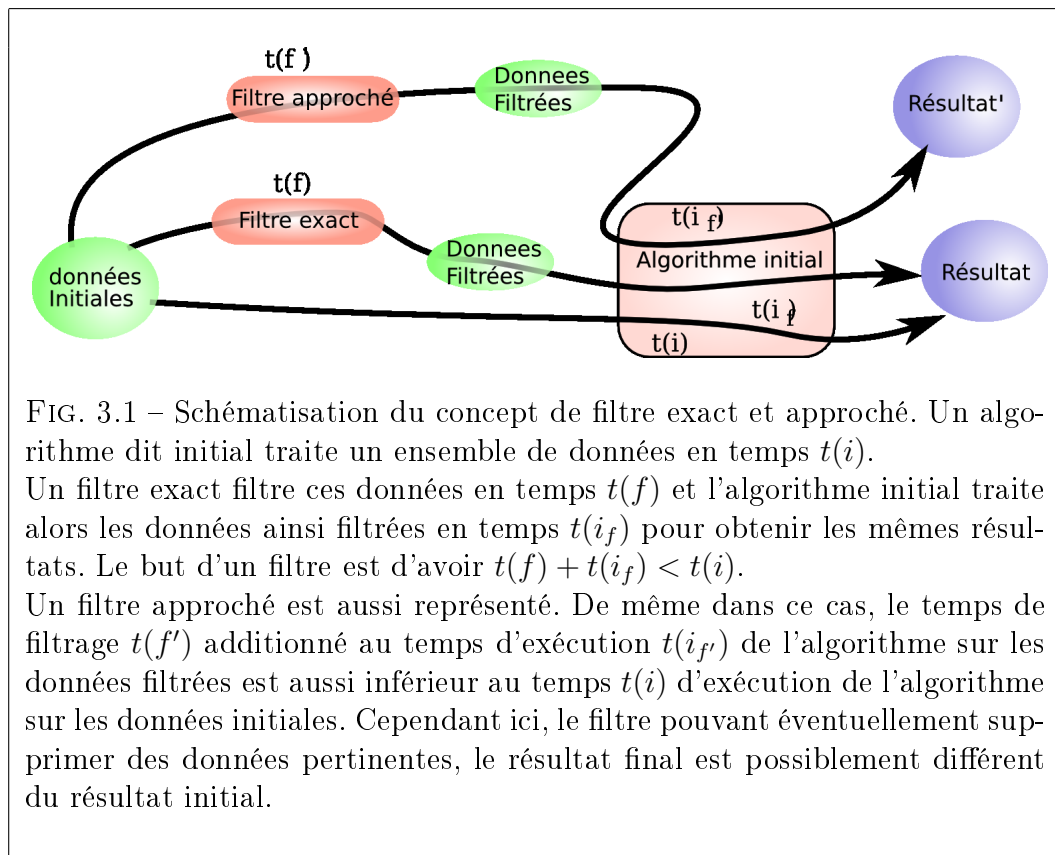 t(f')
Filtre approché
Donnees
Filtrées
Résultat'
t(f)
Filtre exact
Donnees
Filtrées
données
Initiales
t(i f')
Algorithme initial
t(i f)
t(i)
Résultat
FIG. 3.1 – Schématisation du concept de filtre exact et approché. Un algo-
rithme dit initial traite un ensemble de données en temps t(i).
Un filtre exact filtre ces données en temps t(f) et l'algorithme initial traite
alors les données ainsi filtrées en temps t(i_f) pour obtenir les mêmes résul-
tats. Le but d'un filtre est d'avoir t(f) + t(i_f) < t(i).
Un filtre approché est aussi représenté. De même dans ce cas, le temps de
filtrage t(f') additionné au temps d'exécution t(i_{f'}) de l'algorithme sur les
données filtrées est aussi inférieur au temps t(i) d'exécution de l'algorithme
sur les données initiales. Cependant ici, le filtre pouvant éventuellement sup-
primer des données pertinentes, le résultat final est possiblement différent
du résultat initial.